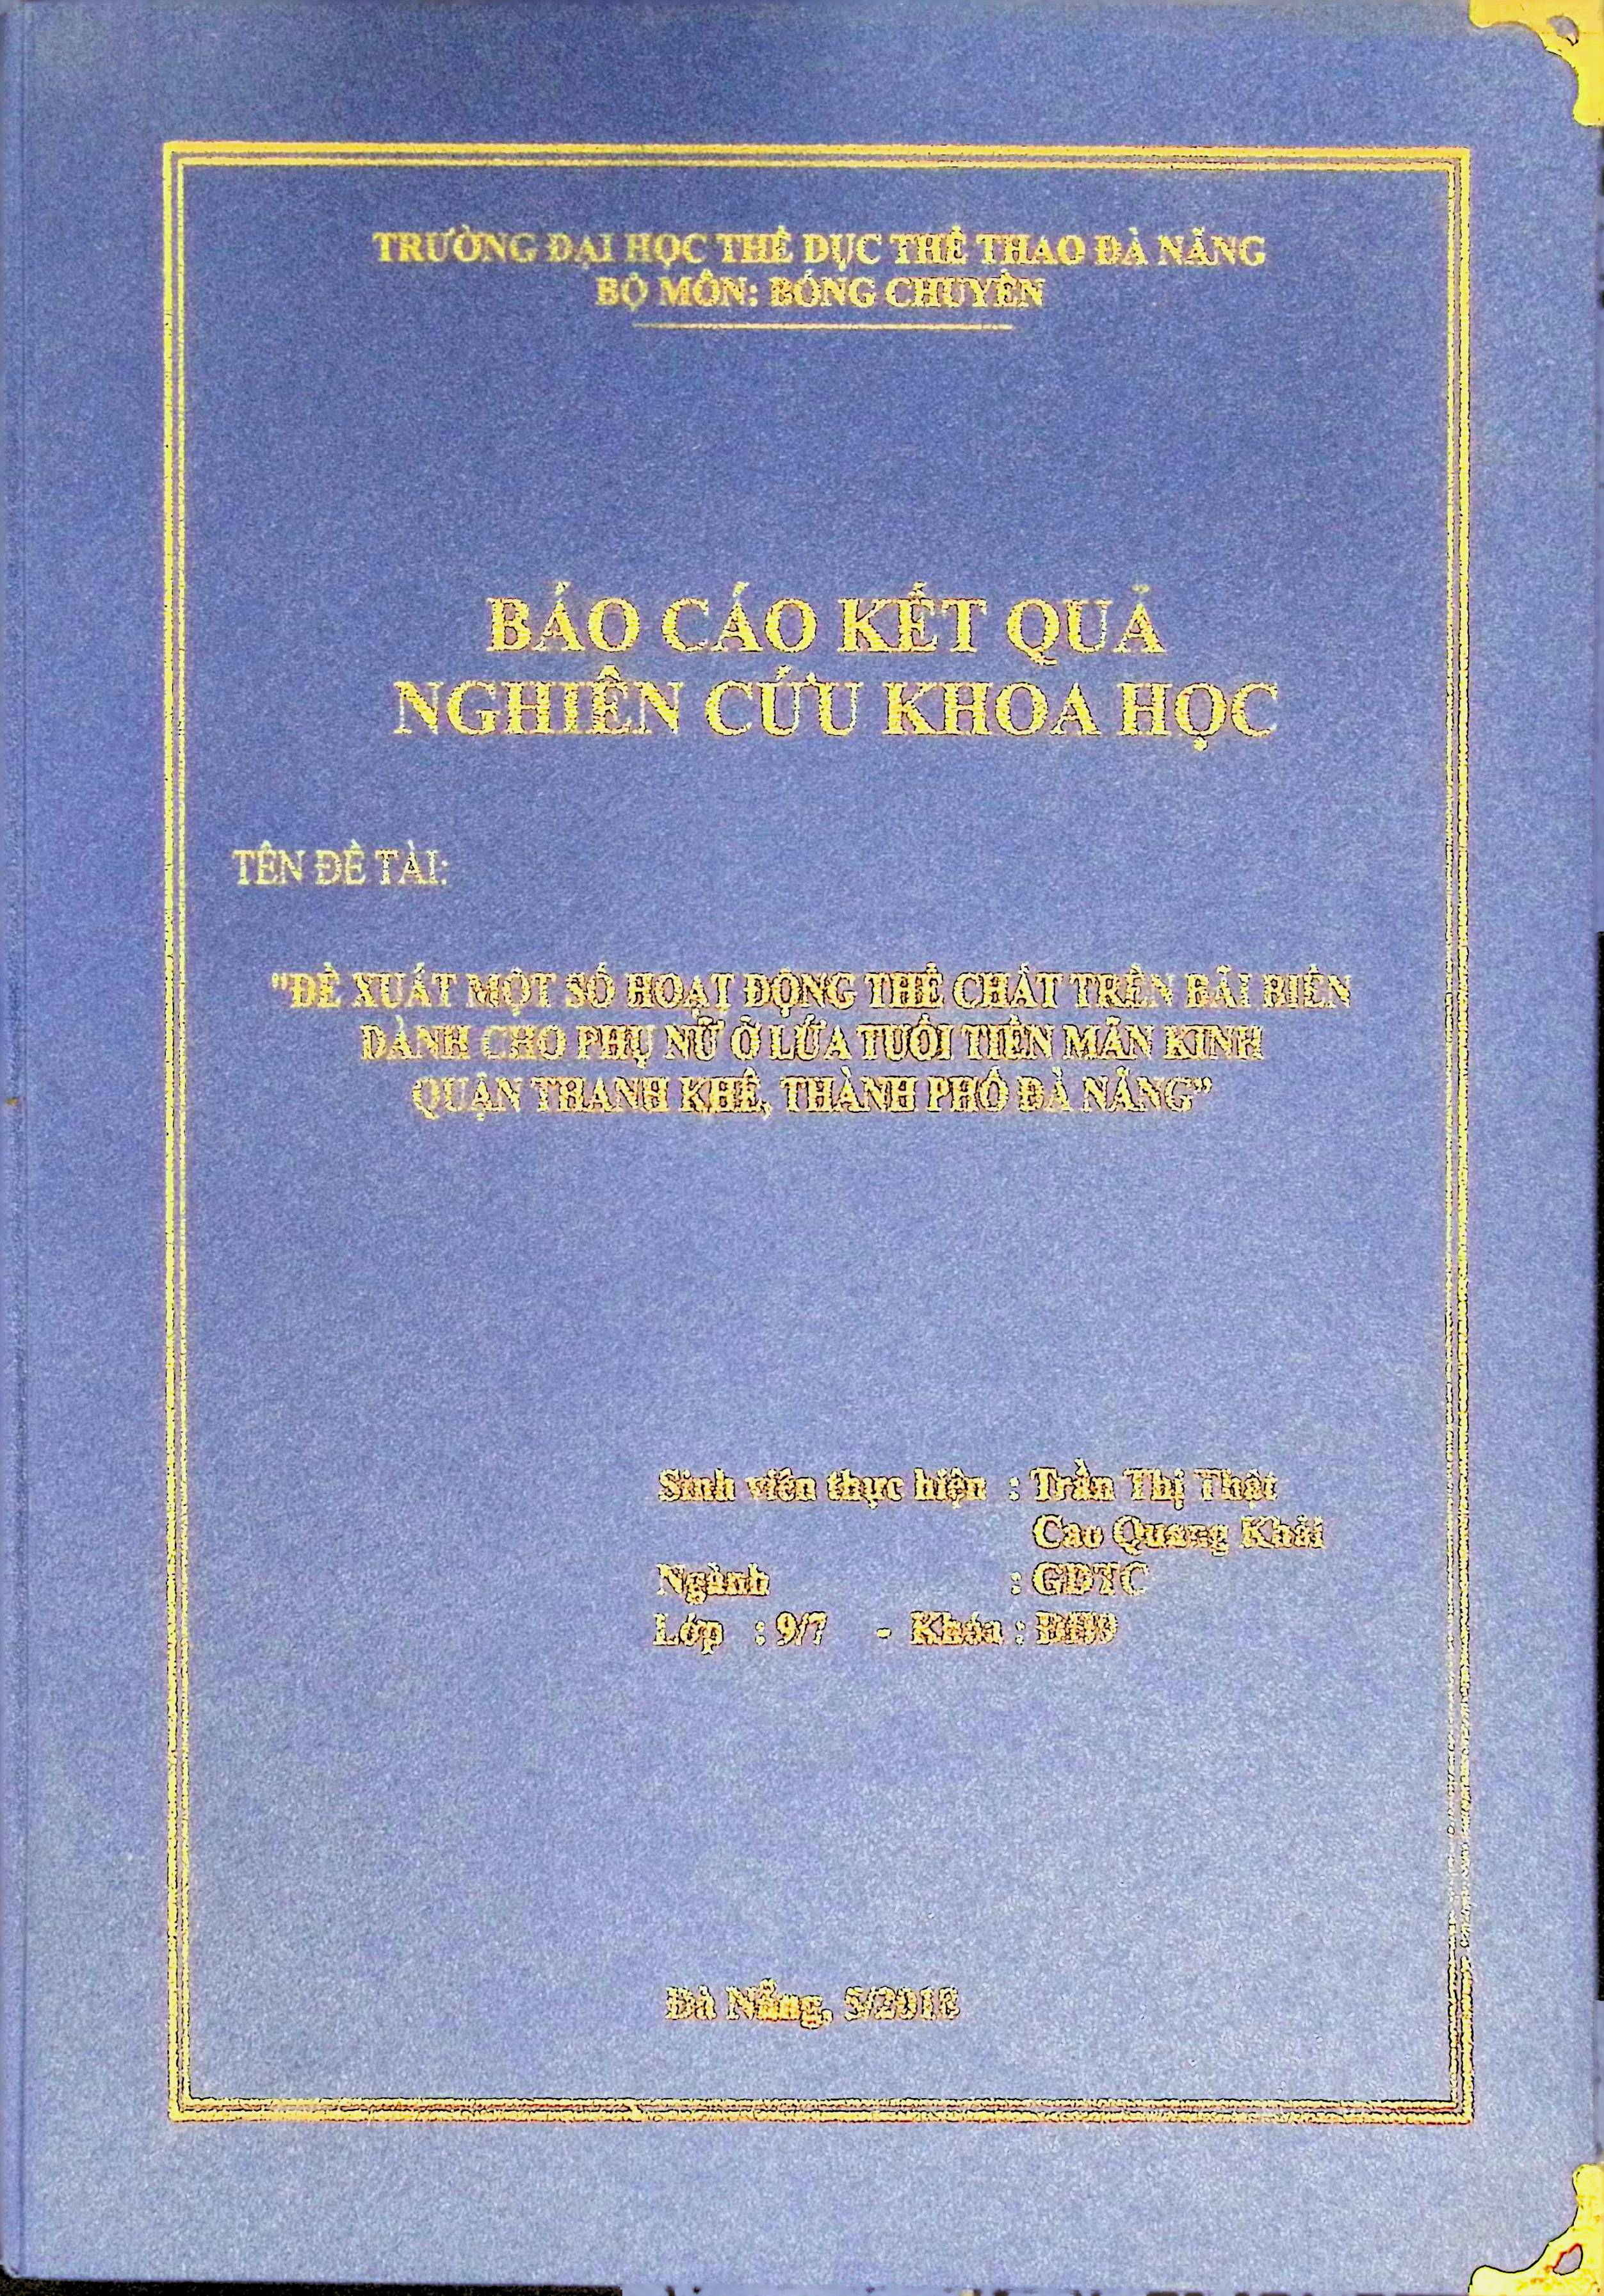 TRƯỜNG ĐẠI HỌC THỂ DỤC THỂ THAO ĐÀ NẴNG
BỘ MÔN: BÓNG CHUYỀN
BÁO CÁO KẾT QUẢ
NGHIÊN CỨU KHOA HỌC
TÊN ĐỀ TÀI:
"ĐỀ XUẤT MỘT SỐ HOẠT ĐỘNG THỂ CHẤT TRÊN BÃI BIỂN
DÀNH CHO PHỤ NỮ Ở LỨA TUỔI TIỀN MÃN KINH
QUẬN THANH KHÊ, THÀNH PHỐ ĐÀ NẴNG”
Sinh viên thực hiện : Trần Thị Thật
Cao Quang Khải
Ngành : GDTC
Lớp : 9/7 - Khóa : ĐH9
Đà Nẵng, 5/2018